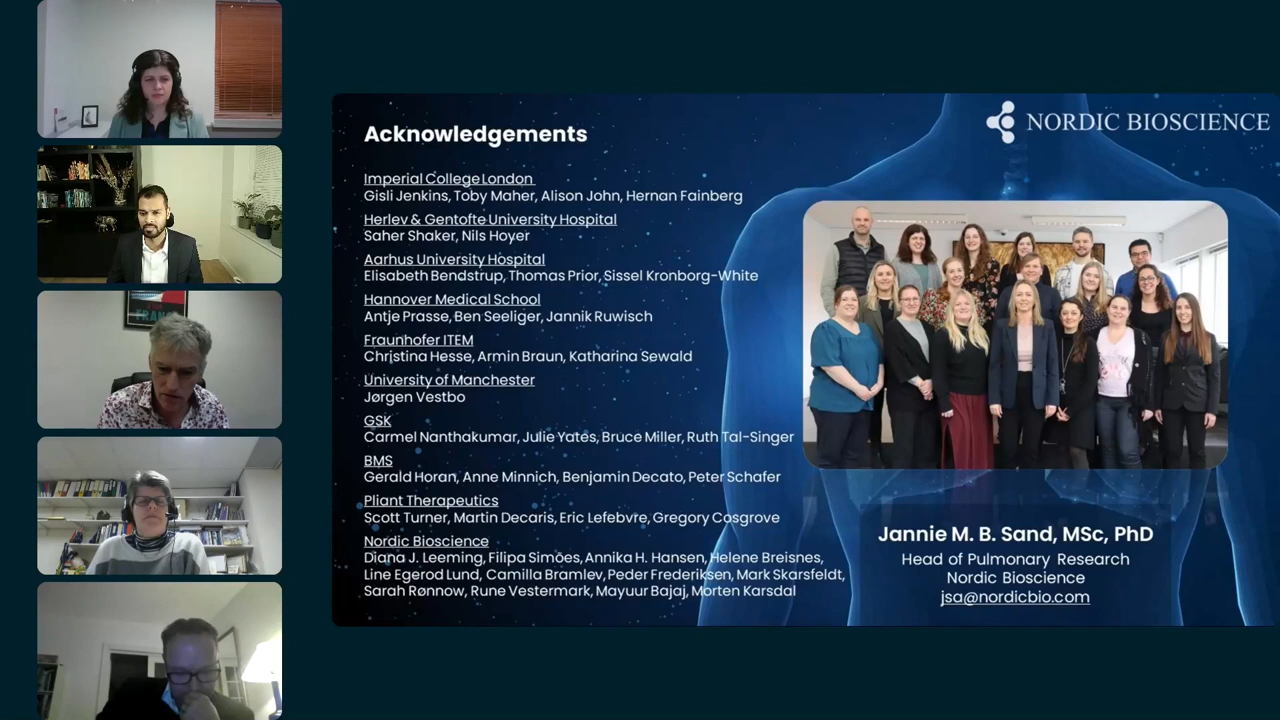 Acknowledgements
NORDIC BIOSCIENCE
Imperial College London
Gisli Jenkins, Toby Maher, Alison John, Hernan Fainberg
Herlev & Gentofte University Hospital
Saher Shaker, Nils Hoyer
Aarhus University Hospital
Elisabeth Bendstrup, Thomas Prior, Sissel Kronborg-White
Hannover Medical School
Antje Prasse, Ben Seeliger, Jannik Ruwisch
Fraunhofer ITEM
Christina Hesse, Armin Braun, Katharina Sewald
University of Manchester
Jørgen Vestbo
GSK
Carmel Nanthakumar, Julie Yates, Bruce Miller, Ruth Tal-Singer
BMS
Gerald Horan, Anne Minnich, Benjamin Decato, Peter Schafer
Pliant Therapeutics
Scott Turner, Martin Decaris, Eric Lefebvre, Gregory Cosgrove
Nordic Bioscience
Diana J. Leeming, Filipa Simões, Annika H. Hansen, Helene Breisnes,
Line Egerod Lund, Camilla Bramlev, Peder Frederiksen, Mark Skarsfeldt,
Sarah Rønnow, Rune Vestermark, Mayuur Bajaj, Morten Karsdal
Jannie M. B. Sand, MSc, PhD
Head of Pulmonary Research
Nordic Bioscience
jsa@nordicbio.com